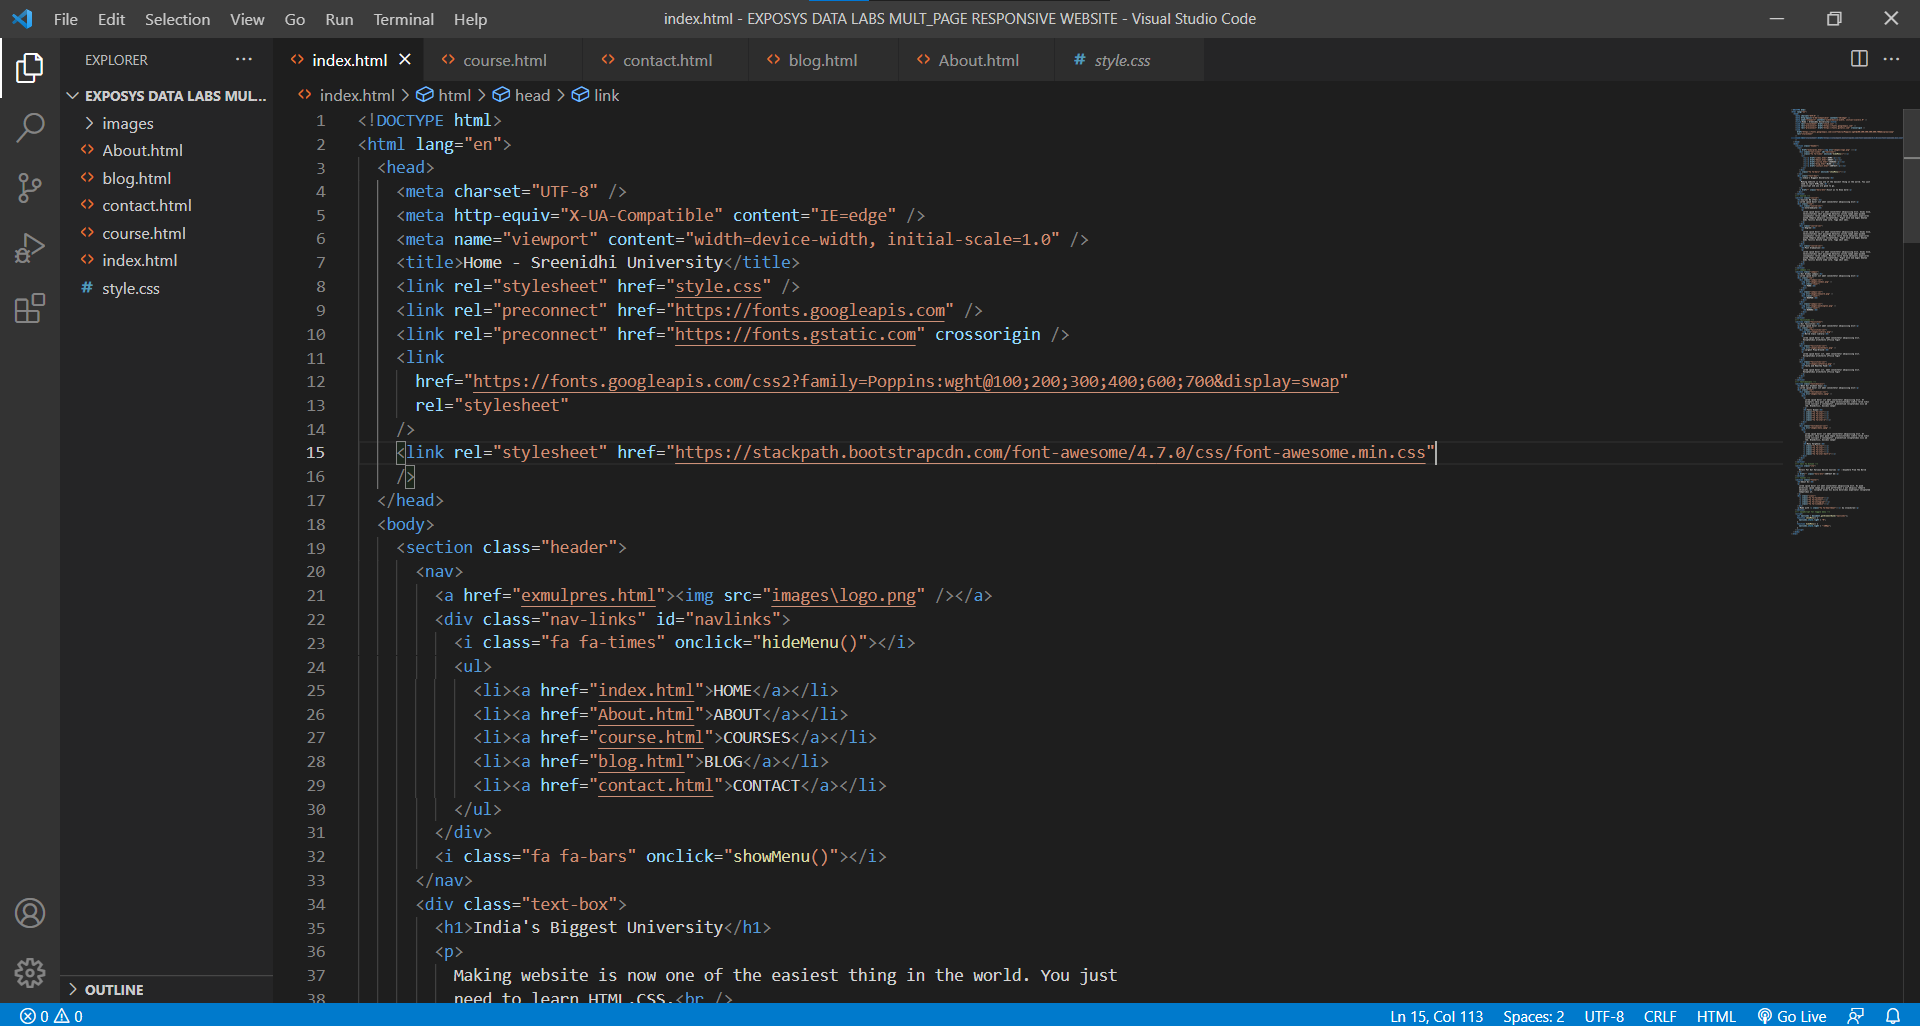 File Edit Selection View Go Run Terminal Help
index.html - EXPOSYS DATA LABS MULT_PAGE RESPONSIVE WEBSITE - Visual Studio Code
EXPLORER
EXPOSYS DATA LABS MUL...
images
About.html
blog.html
contact.html
course.html
index.html
style.css
OUTLINE
index.html course.html contact.html blog.html About.html style.css
index.html > html > head > link
1 <!DOCTYPE html>
2 <html lang="en">
3 <head>
4 <meta charset="UTF-8" />
5 <meta http-equiv="X-UA-Compatible" content="IE=edge" />
6 <meta name="viewport" content="width=device-width, initial-scale=1.0" />
7 <title>Home - Sreenidhi University</title>
8 <link rel="stylesheet" href="style.css" />
9 <link rel="preconnect" href="https://fonts.googleapis.com" />
10 <link rel="preconnect" href="https://fonts.gstatic.com" crossorigin />
11 <link
12 href="https://fonts.googleapis.com/css2?family=Poppins:wght@100;200;300;400;600;700&display=swap"
13 rel="stylesheet"
14 />
15 <link rel="stylesheet" href="https://stackpath.bootstrapcdn.com/font-awesome/4.7.0/css/font-awesome.min.css"
16 />
17 </head>
18 <body>
19 <section class="header">
20 <nav>
21 <a href="exmulpres.html"><img src="images\logo.png" /></a>
22 <div class="nav-links" id="navlinks">
23 <i class="fa fa-times" onclick="hideMenu()"></i>
24 <ul>
25 <li><a href="index.html">HOME</a></li>
26 <li><a href="About.html">ABOUT</a></li>
27 <li><a href="course.html">COURSES</a></li>
28 <li><a href="blog.html">BLOG</a></li>
29 <li><a href="contact.html">CONTACT</a></li>
30 </ul>
31 </div>
32 <i class="fa fa-bars" onclick="showMenu()"></i>
33 </nav>
34 <div class="text-box">
35 <h1>India's Biggest University</h1>
36 <p>
37 Making website is now one of the easiest thing in the world. You just
38 need to learn HTML,CSS,<br />
0 0
Ln 15, Col 113 Spaces: 2 UTF-8 CRLF HTML Go Live